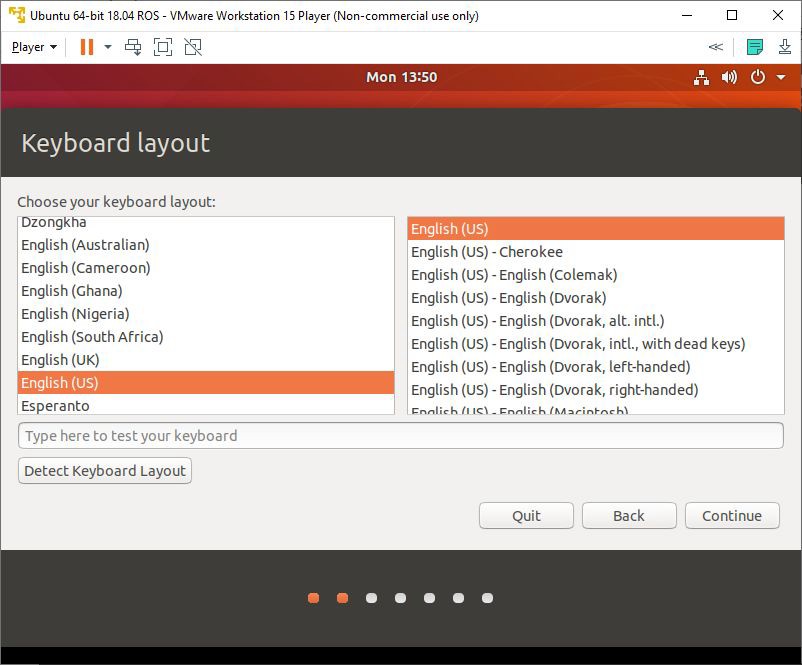 Ubuntu 64-bit 18.04 ROS - VMware Workstation 15 Player (Non-commercial use only)
Player
Mon 13:50
Keyboard layout
Choose your keyboard layout:
Dzongkha
English (Australian)
English (Cameroon)
English (Ghana)
English (Nigeria)
English (South Africa)
English (UK)
English (US)
Esperanto
English (US)
English (US) - Cherokee
English (US) - English (Colemak)
English (US) - English (Dvorak)
English (US) - English (Dvorak, alt. intl.)
English (US) - English (Dvorak, intl., with dead keys)
English (US) - English (Dvorak, left-handed)
English (US) - English (Dvorak, right-handed)
English (US) - English (Macintosh)
Type here to test your keyboard
Detect Keyboard Layout
Quit
Back
Continue